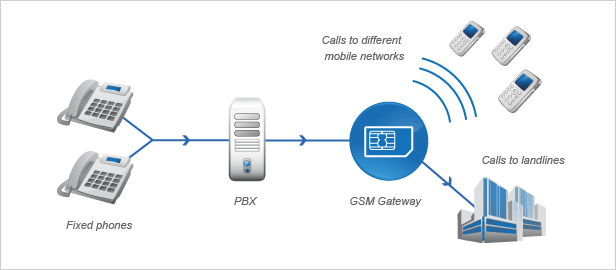 Calls to different
mobile networks
Calls to landlines
Fixed phones
PBX
GSM Gateway